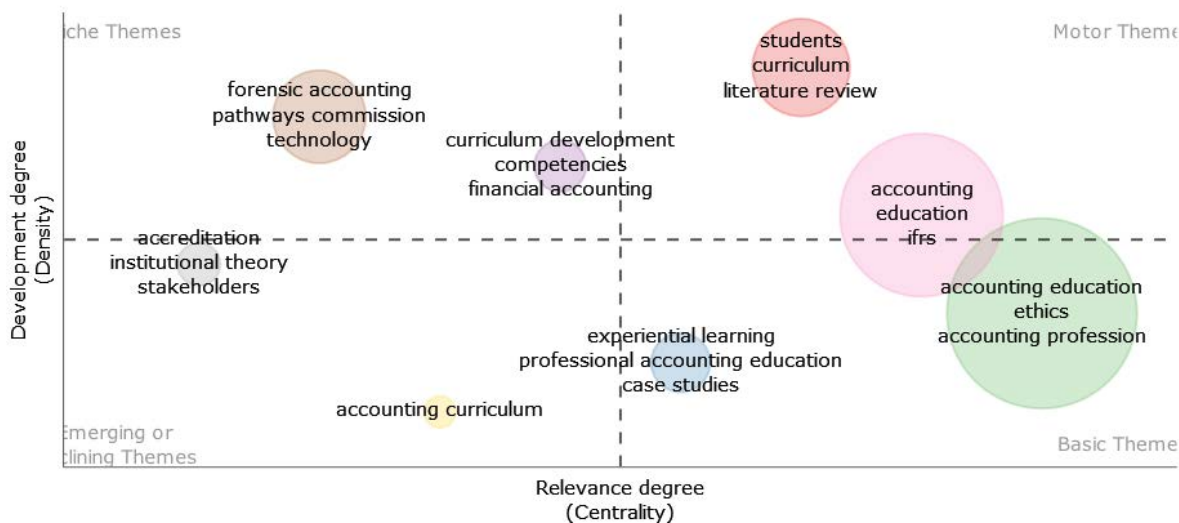 iche Themes
Motor Theme
students
curriculum
literature review
forensic accounting
pathways commission
technology
curriculum development
competencies
financial accounting
accounting
education
ifrs
accreditation
institutional theory
stakeholders
accounting education
ethics
accounting profession
experiential learning
professional accounting education
case studies
accounting curriculum
Emerging or
clining Themes
Basic Theme
Development degree
(Density)
Relevance degree
(Centrality)